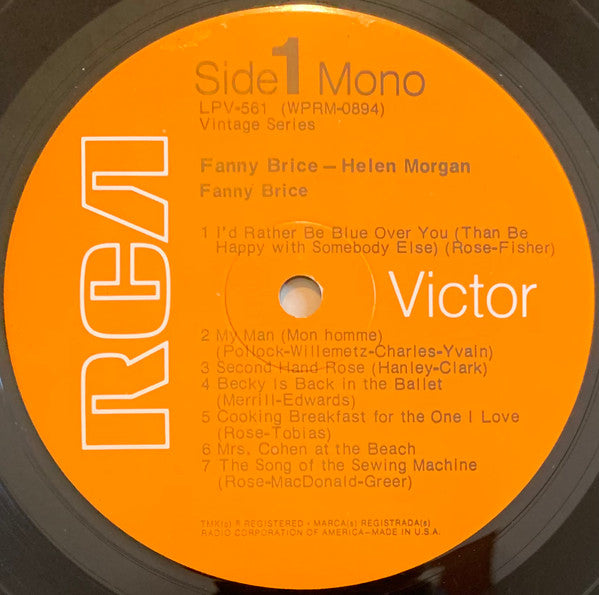 Side 1 Mono
LPV-561 (WPRM-0894)
Vintage Series
Fanny Brice – Helen Morgan
Fanny Brice
1 I'd Rather Be Blue Over You (Than Be
Happy with Somebody Else) (Rose-Fisher)
RCA
Victor
2 My Man (Mon homme)
(Pollock-Willemetz-Charles-Yvain)
3 Second Hand Rose (Hanley-Clark)
4 Becky Is Back in the Ballet
(Merrill-Edwards)
5 Cooking Breakfast for the One I Love
(Rose-Tobias)
6 Mrs. Cohen at the Beach
7 The Song of the Sewing Machine
(Rose-MacDonald-Greer)
TMK(s) ® REGISTERED • MARCA(s) REGISTRADA(s)
RADIO CORPORATION OF AMERICA–MADE IN U.S.A.